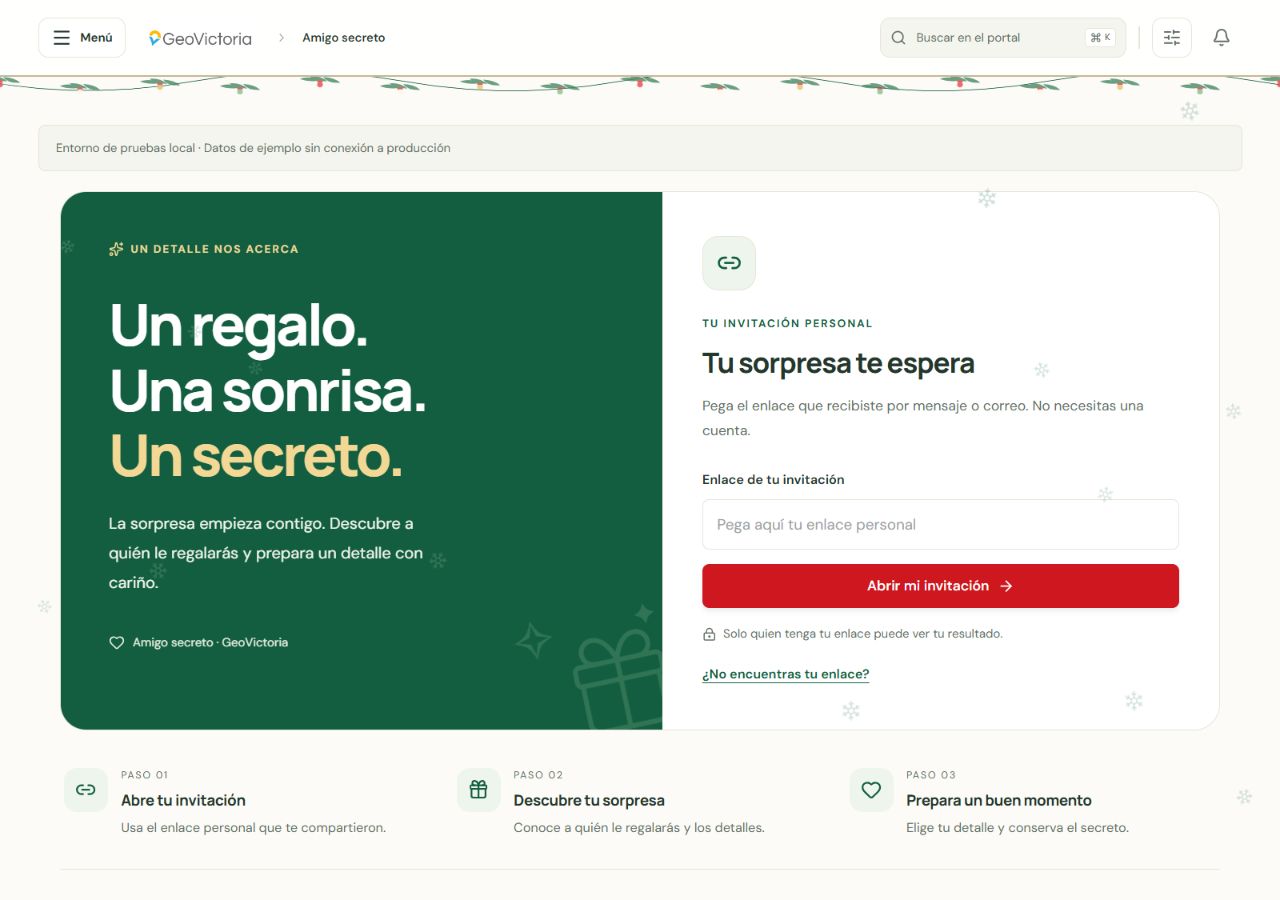 Menú
GeoVictoria
Amigo secreto
Buscar en el portal
⌘ K
Entorno de pruebas local · Datos de ejemplo sin conexión a producción
UN DETALLE NOS ACERCA
Un regalo.
Una sonrisa.
Un secreto.
La sorpresa empieza contigo. Descubre a
quién le regalarás y prepara un detalle con
cariño.
Amigo secreto · GeoVictoria
TU INVITACIÓN PERSONAL
Tu sorpresa te espera
Pega el enlace que recibiste por mensaje o correo. No necesitas una
cuenta.
Enlace de tu invitación
Pega aquí tu enlace personal
Abrir mi invitación
Solo quien tenga tu enlace puede ver tu resultado.
¿No encuentras tu enlace?
PASO 01
Abre tu invitación
Usa el enlace personal que te compartieron.
PASO 02
Descubre tu sorpresa
Conoce a quién le regalarás y los detalles.
PASO 03
Prepara un buen momento
Elige tu detalle y conserva el secreto.